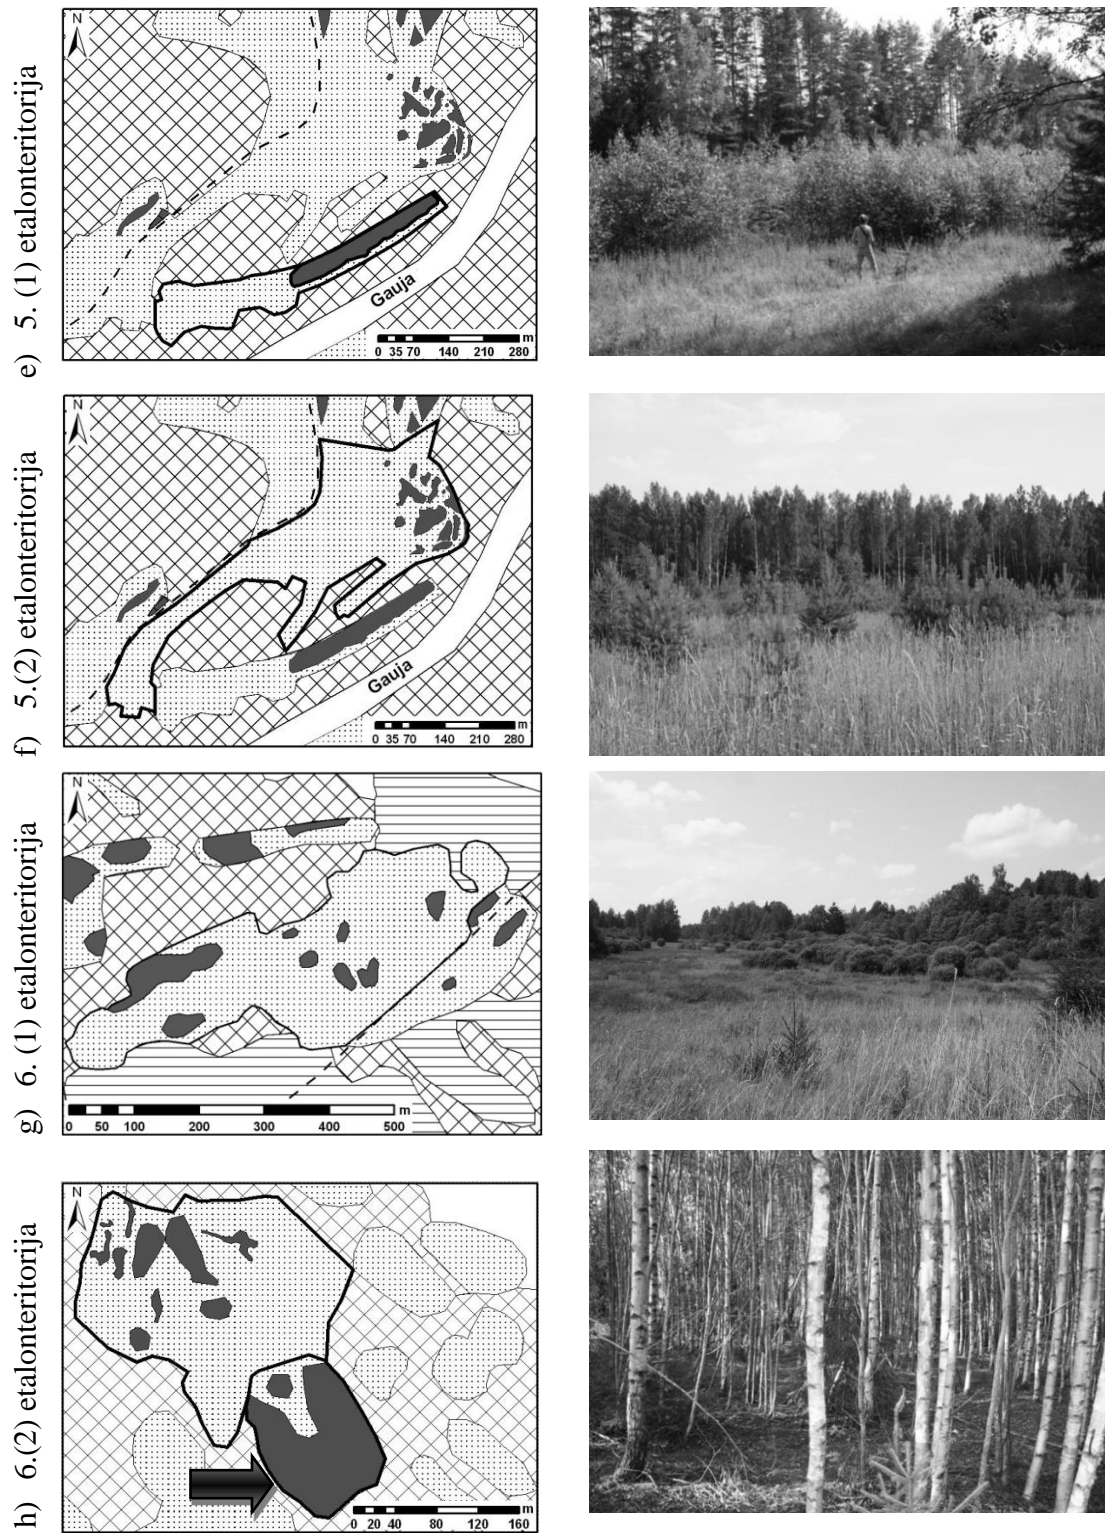 e) 5. (1) etalonteritorija
N
Gauja
m
0 35 70 140 210 280
f) 5.(2) etalonteritorija
N
Gauja
m
0 35 70 140 210 280
g) 6. (1) etalonteritorija
N
m
0 50 100 200 300 400 500
h) 6.(2) etalonteritorija
N
m
0 20 40 80 120 160